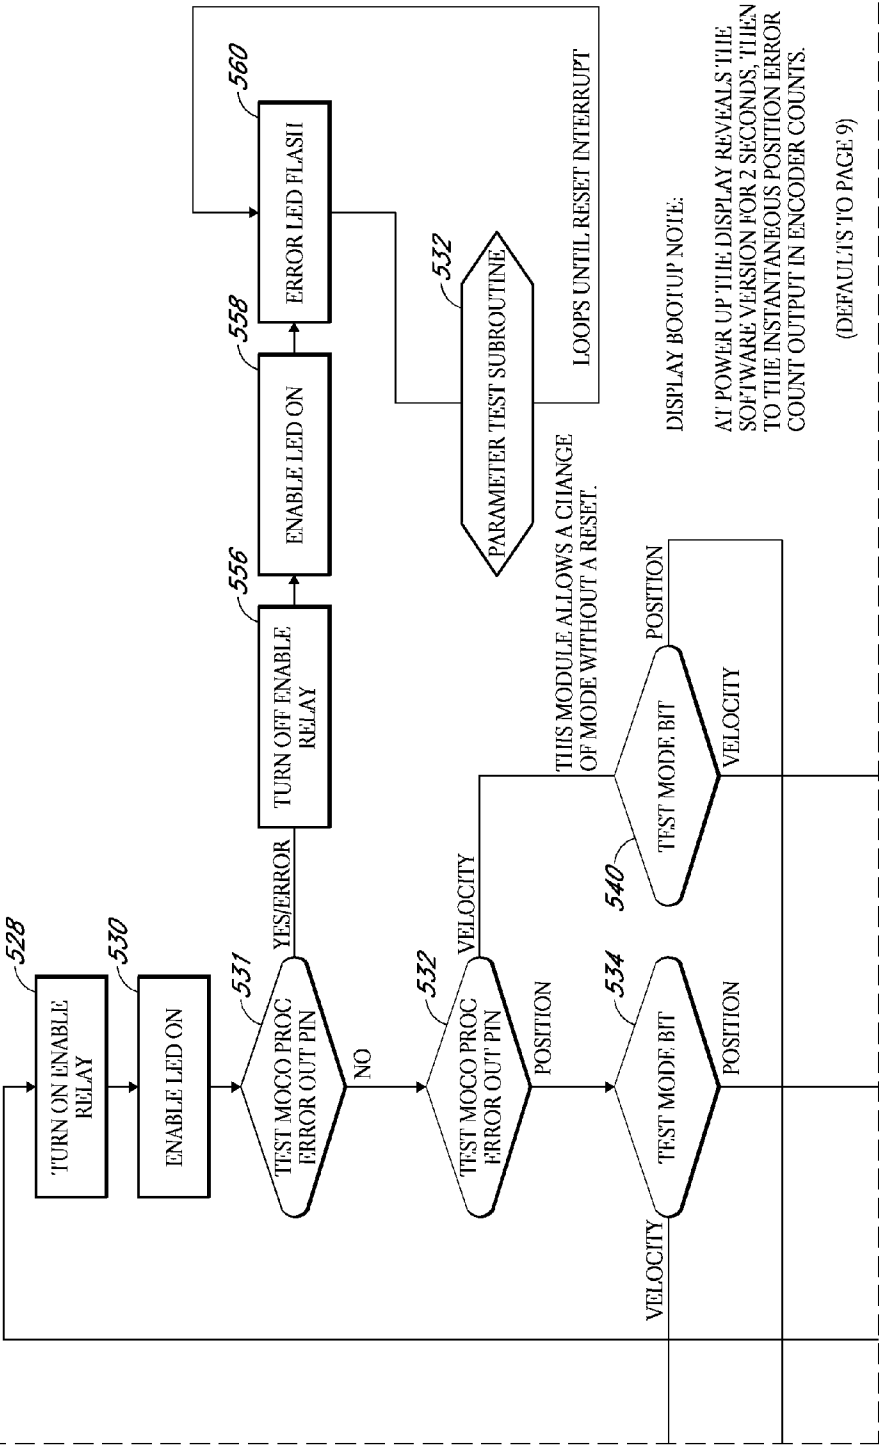 528
TURN ON ENABLE
RELAY
530
ENABLE LED ON
531
TEST MOCO PROC
ERROR OUT PIN
YES/ERROR
NO
556
TURN OFF ENABLE
RELAY
558
ENABLE LED ON
560
ERROR LED FLASH
532
PARAMETER TEST SUBROUTINE
LOOPS UNTIL RESET INTERRUPT
532
TEST MOCO PROC
ERROR OUT PIN
VELOCITY
POSITION
THIS MODULE ALLOWS A CHANGE
OF MODE WITHOUT A RESET.
534
TEST MODE BIT
VELOCITY
POSITION
540
TEST MODE BIT
POSITION
VELOCITY
DISPLAY BOOTUP NOTE:
AT POWER UP THE DISPLAY REVEALS THE
SOFTWARE VERSION FOR 2 SECONDS, THEN
TO THE INSTANTANEOUS POSITION ERROR
COUNT OUTPUT IN ENCODER COUNTS.
(DEFAULTS TO PAGE 9)